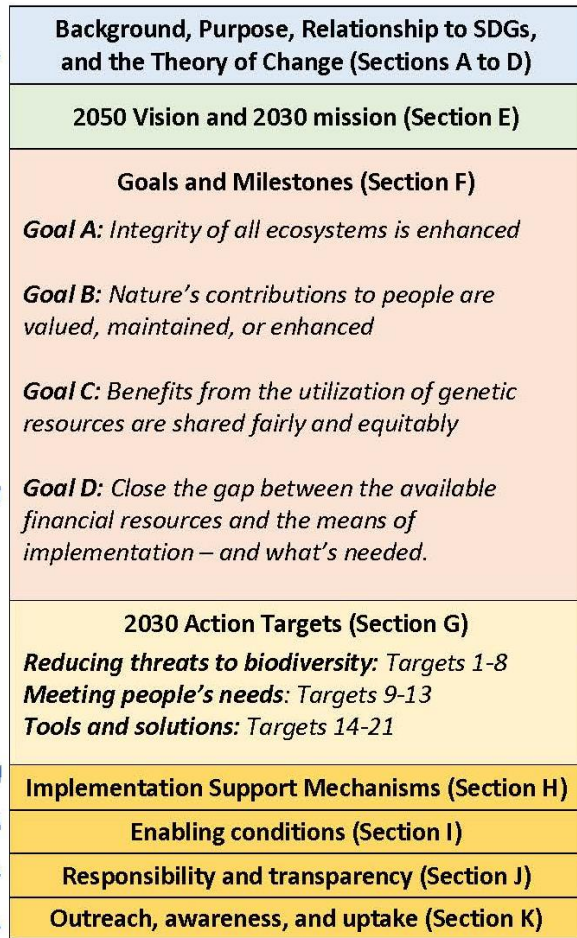 Background, Purpose, Relationship to SDGs,
and the Theory of Change (Sections A to D)
2050 Vision and 2030 mission (Section E)
Goals and Milestones (Section F)
Goal A: Integrity of all ecosystems is enhanced
Goal B: Nature's contributions to people are
valued, maintained, or enhanced
Goal C: Benefits from the utilization of genetic
resources are shared fairly and equitably
Goal D: Close the gap between the available
financial resources and the means of
implementation – and what's needed.
2030 Action Targets (Section G)
Reducing threats to biodiversity: Targets 1-8
Meeting people's needs: Targets 9-13
Tools and solutions: Targets 14-21
Implementation Support Mechanisms (Section H)
Enabling conditions (Section I)
Responsibility and transparency (Section J)
Outreach, awareness, and uptake (Section K)